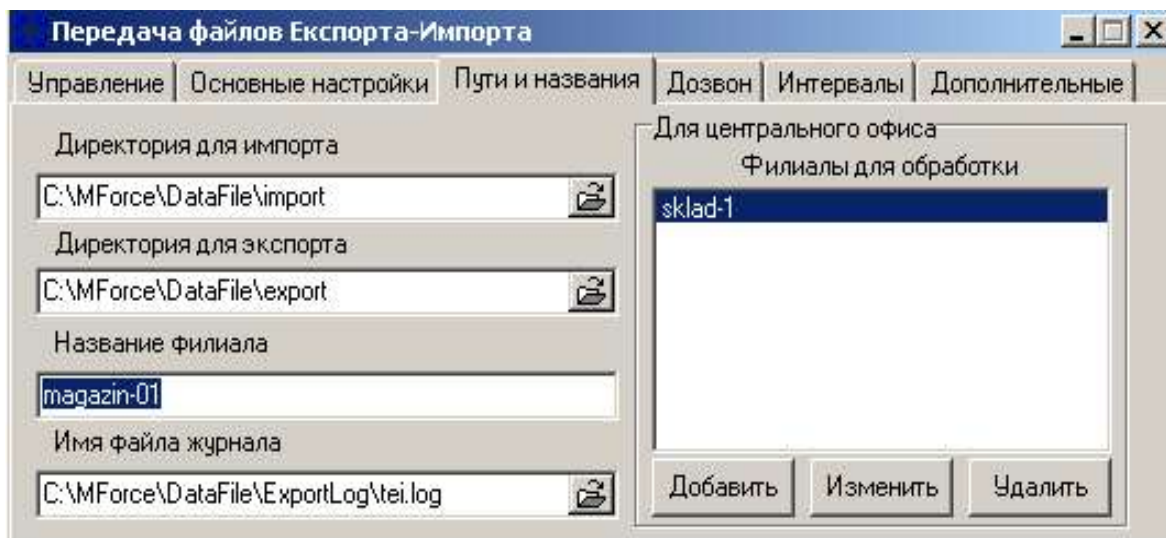 Передача файлов Експорта-Импорта
Управление Основные настройки Пути и названия Дозвон Интервалы Дополнительные
Директория для импорта
C:\MForce\DataFile\import
Директория для экспорта
C:\MForce\DataFile\export
Название филиала
magazin-01
Имя файла журнала
C:\MForce\DataFile\ExportLog\tei.log
Для центрального офиса
Филиалы для обработки
sklad-1
Добавить Изменить Удалить